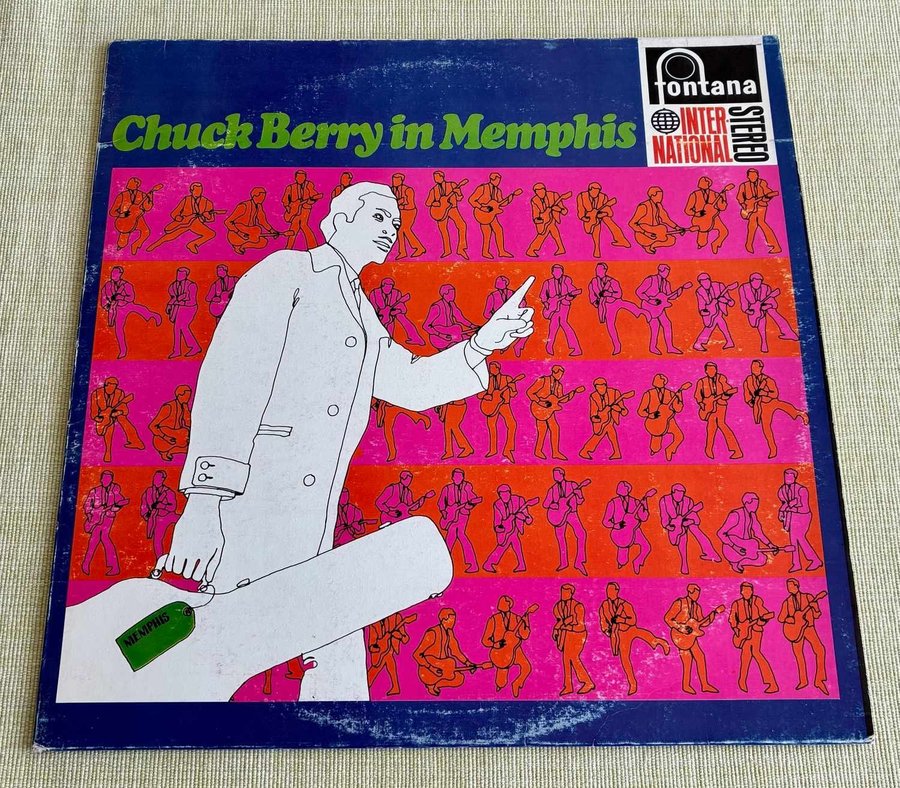 fontana
INTER-
NATIONAL
STEREO
Chuck Berry in Memphis
MEMPHIS